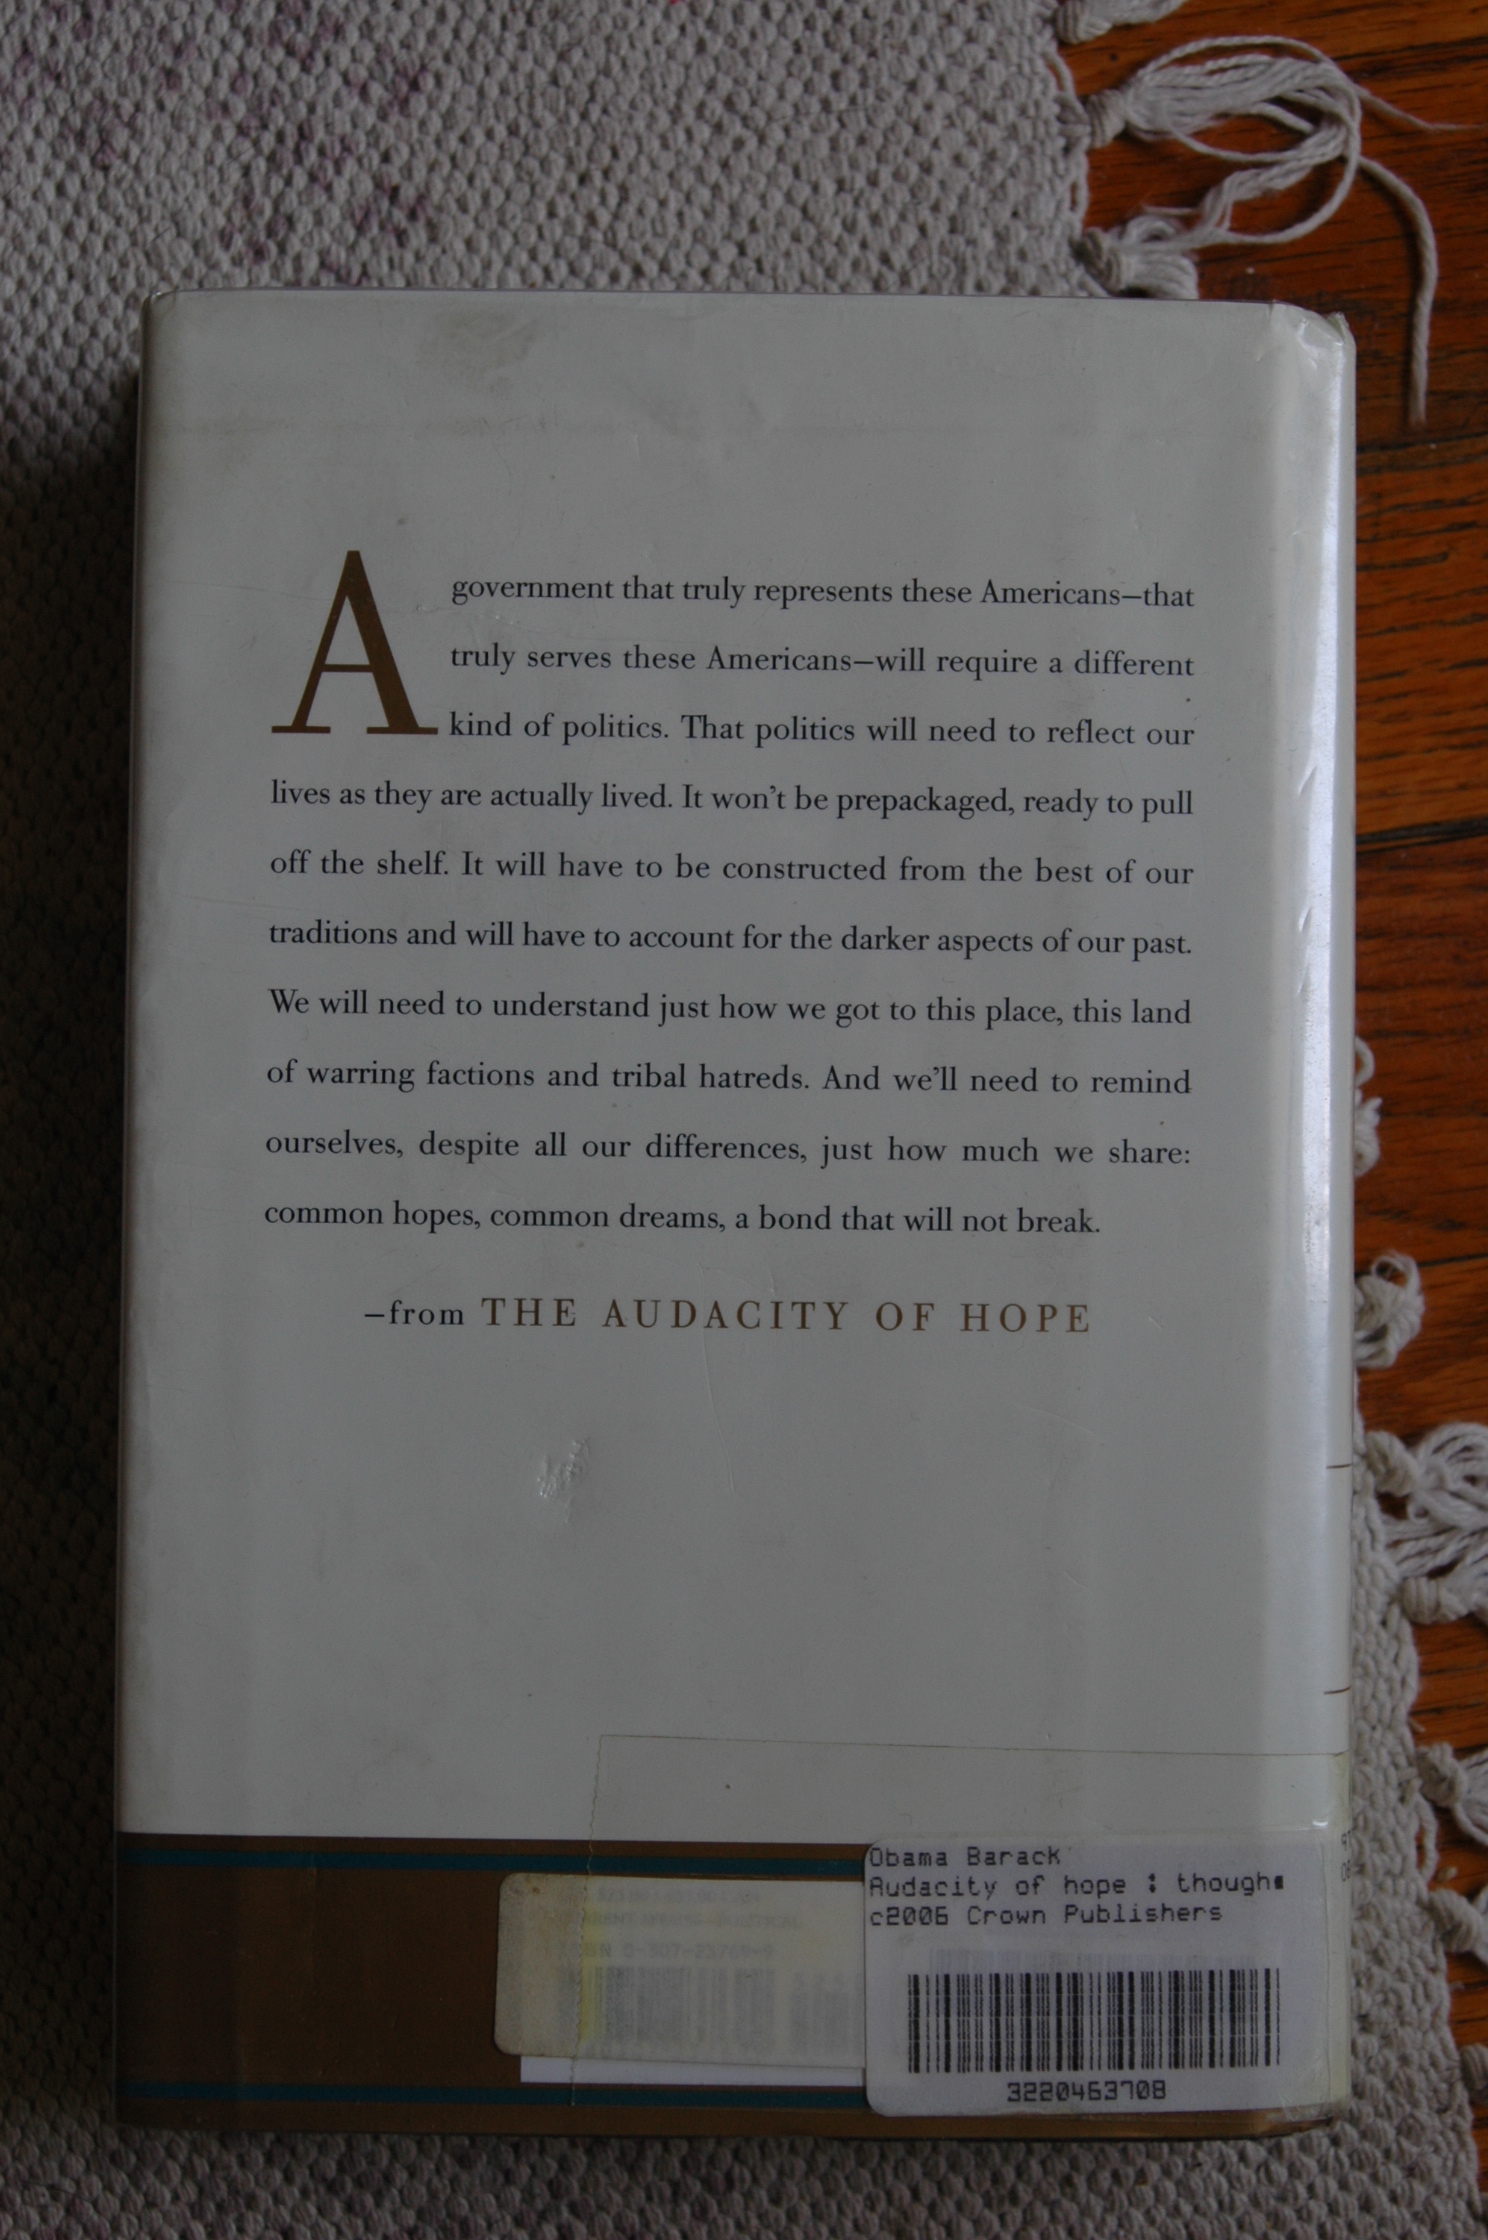 A government that truly represents these Americans—that
truly serves these Americans—will require a different
kind of politics. That politics will need to reflect our
lives as they are actually lived. It won't be prepackaged, ready to pull
off the shelf. It will have to be constructed from the best of our
traditions and will have to account for the darker aspects of our past.
We will need to understand just how we got to this place, this land
of warring factions and tribal hatreds. And we'll need to remind
ourselves, despite all our differences, just how much we share:
common hopes, common dreams, a bond that will not break.
—from THE AUDACITY OF HOPE
Obama Barack
Audacity of hope : though
c2006 Crown Publishers
ISBN 0-307-23769-9
3220463708